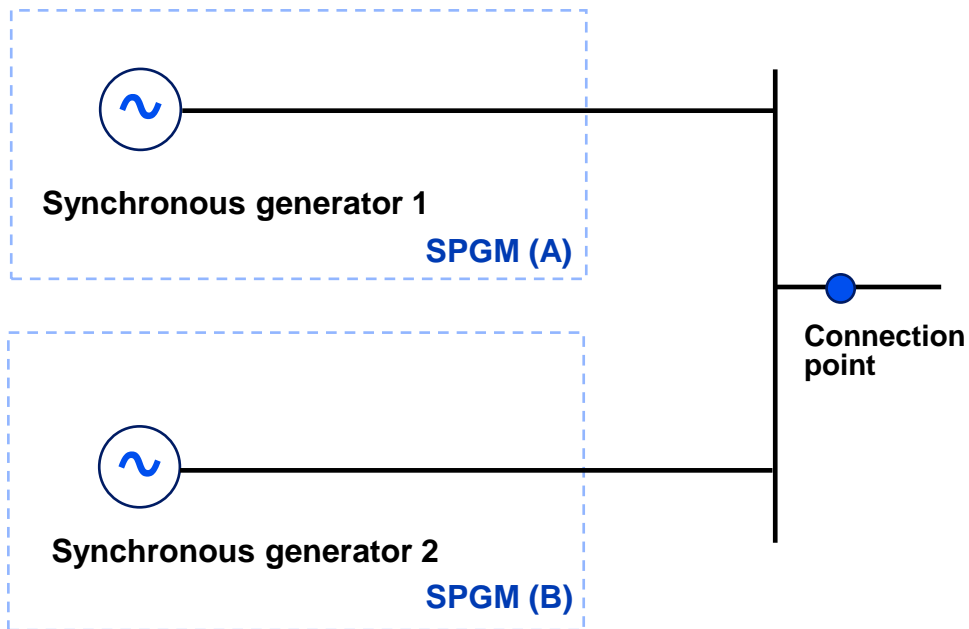 Synchronous generator 1
SPGM (A)
Connection
point
Synchronous generator 2
SPGM (B)